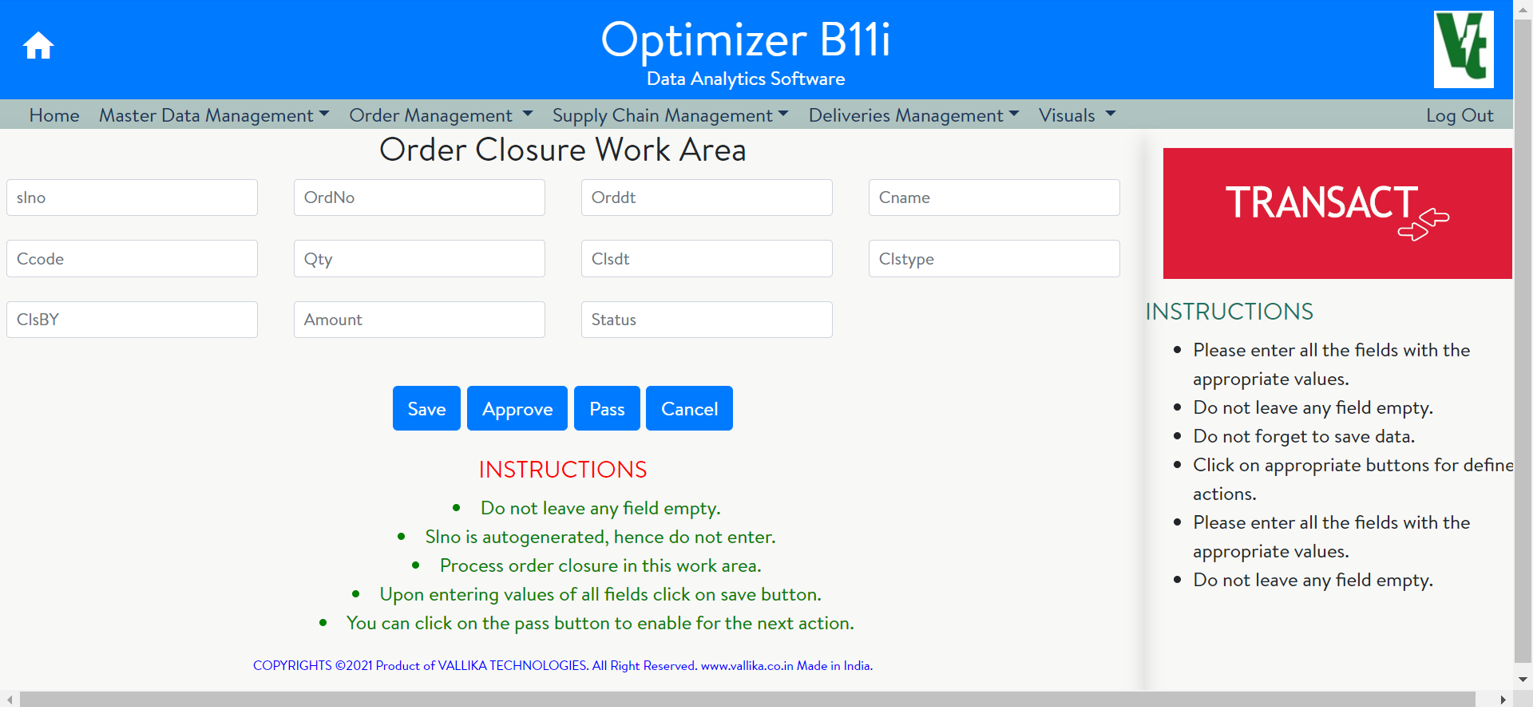 Optimizer B11i
Data Analytics Software
Vt
Home Master Data Management Order Management Supply Chain Management Deliveries Management Visuals Log Out
Order Closure Work Area
slno OrdNo Orddt Cname
Ccode Qty Clsdt Clstype
ClsBY Amount Status
Save Approve Pass Cancel
INSTRUCTIONS
Do not leave any field empty.
Slno is autogenerated, hence do not enter.
Process order closure in this work area.
Upon entering values of all fields click on save button.
You can click on the pass button to enable for the next action.
COPYRIGHTS ©2021 Product of VALLIKA TECHNOLOGIES. All Right Reserved. www.vallika.co.in Made in India.
TRANSACT
INSTRUCTIONS
Please enter all the fields with the
appropriate values.
Do not leave any field empty.
Do not forget to save data.
Click on appropriate buttons for define
actions.
Please enter all the fields with the
appropriate values.
Do not leave any field empty.